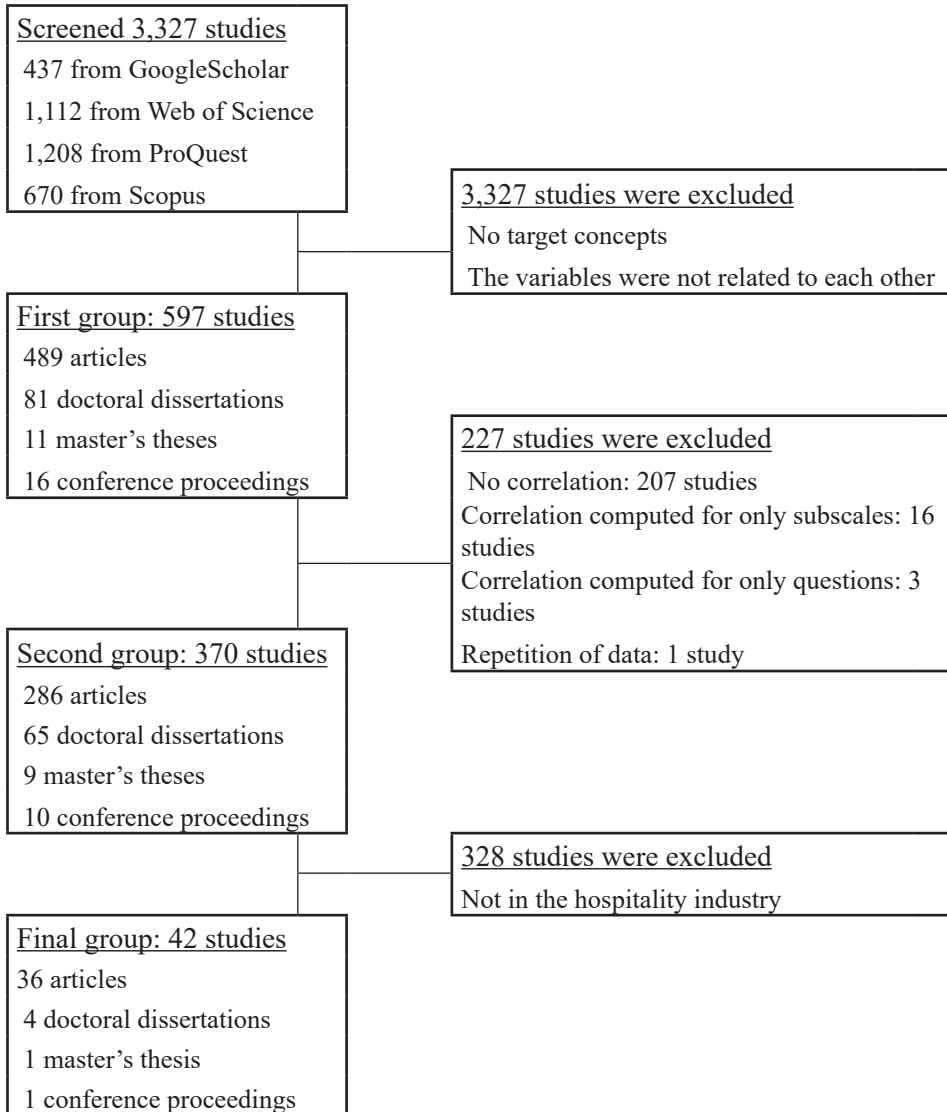 Screened 3,327 studies
437 from GoogleScholar
1,112 from Web of Science
1,208 from ProQuest
670 from Scopus
3,327 studies were excluded
No target concepts
The variables were not related to each other
First group: 597 studies
489 articles
81 doctoral dissertations
11 master’s theses
16 conference proceedings
227 studies were excluded
No correlation: 207 studies
Correlation computed for only subscales: 16
studies
Correlation computed for only questions: 3
studies
Repetition of data: 1 study
Second group: 370 studies
286 articles
65 doctoral dissertations
9 master’s theses
10 conference proceedings
328 studies were excluded
Not in the hospitality industry
Final group: 42 studies
36 articles
4 doctoral dissertations
1 master’s thesis
1 conference proceedings